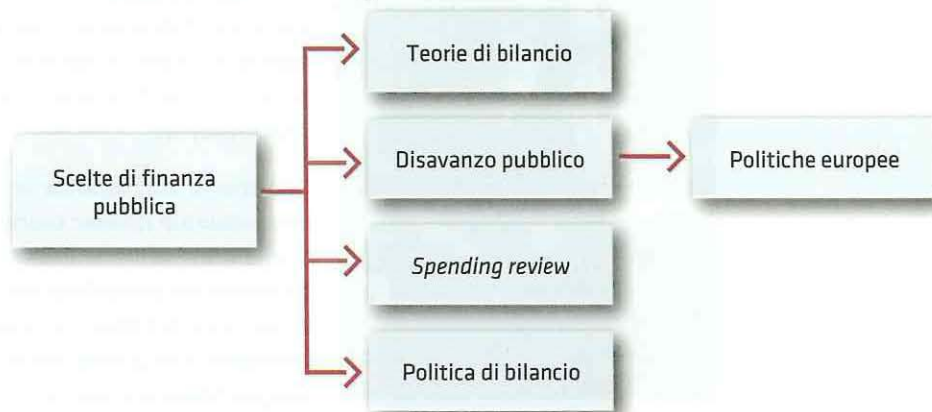 Teorie di bilancio
Scelte di finanza
pubblica
Disavanzo pubblico
Politiche europee
Spending review
Politica di bilancio